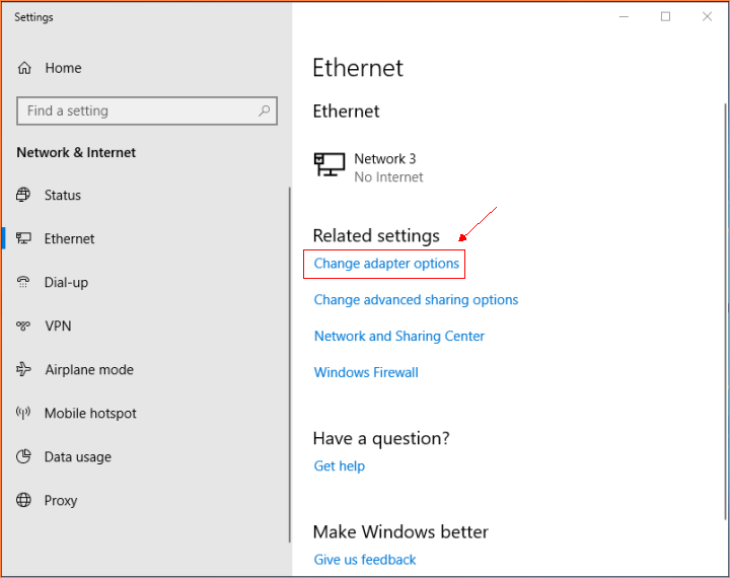 Settings
Home
Find a setting
Network & Internet
Status
Ethernet
Dial-up
VPN
Airplane mode
Mobile hotspot
Data usage
Proxy
Ethernet
Ethernet
Network 3
No Internet
Related settings
Change adapter options
Change advanced sharing options
Network and Sharing Center
Windows Firewall
Have a question?
Get help
Make Windows better
Give us feedback